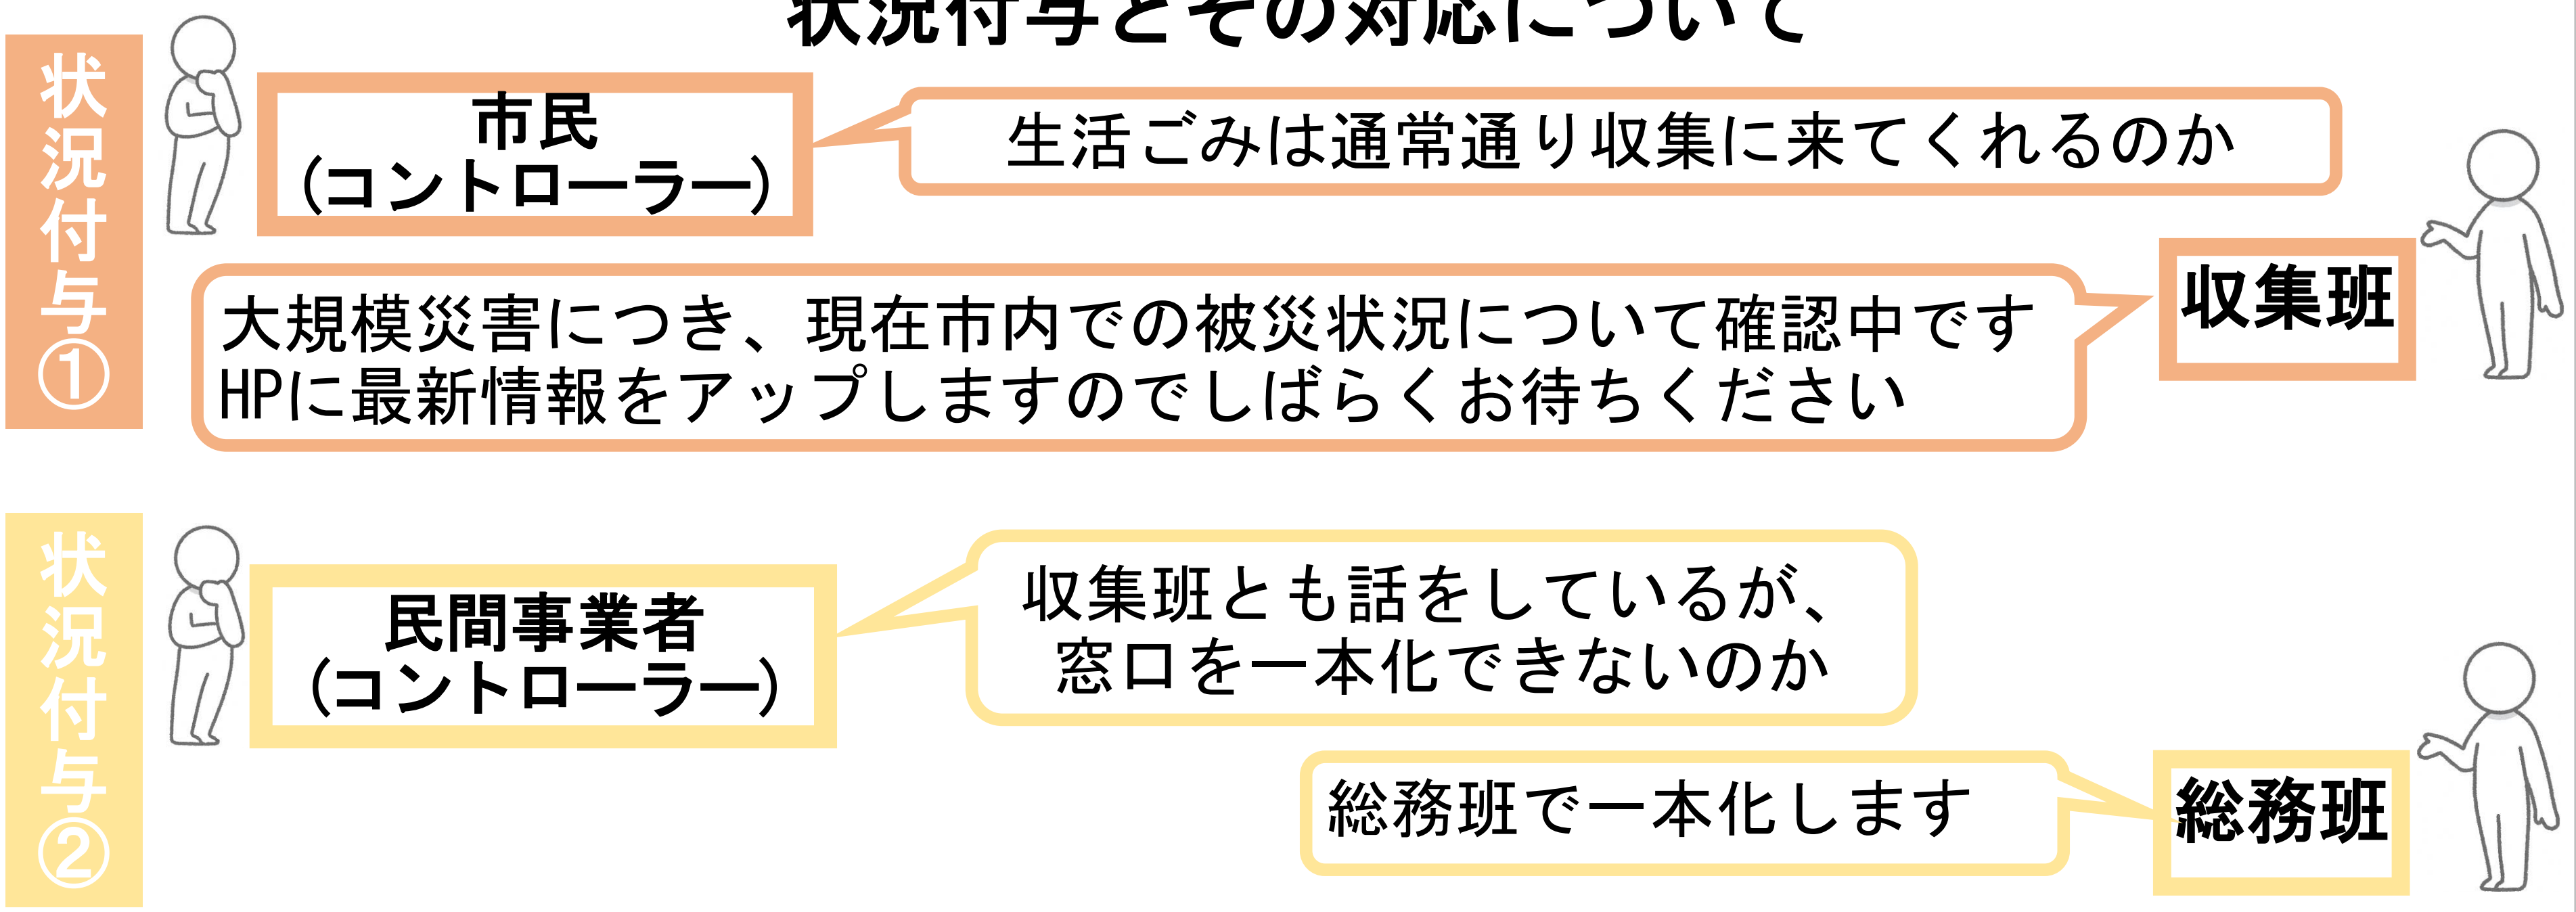 状況付与とその対応について
状況付与①
市民
(コントローラー)
生活ごみは通常通り収集に来てくれるのか
収集班
大規模災害につき、現在市内での被災状況について確認中です
HPに最新情報をアップしますのでしばらくお待ちください
状況付与②
民間事業者
(コントローラー)
収集班とも話をしているが、
窓口を一本化できないのか
総務班で一本化します
総務班